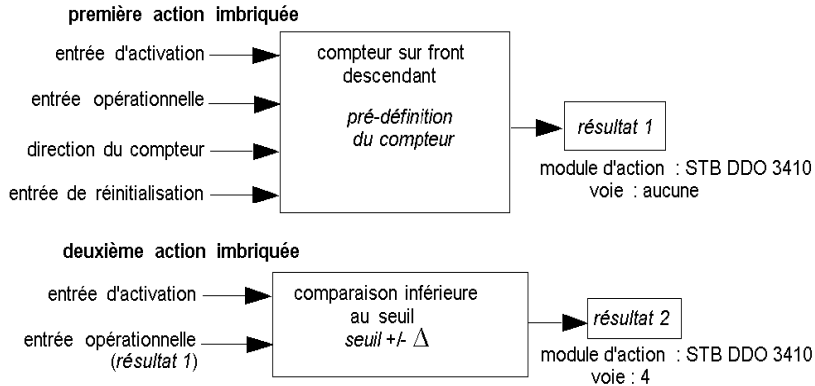 première action imbriquée
entrée d'activation
entrée opérationnelle
direction du compteur
entrée de réinitialisation
compteur sur front
descendant
pré-définition
du compteur
résultat 1
module d'action : STB DDO 3410
voie : aucune
deuxième action imbriquée
entrée d'activation
entrée opérationnelle
(résultat 1)
comparaison inférieure
au seuil
seuil +/- Δ
résultat 2
module d'action : STB DDO 3410
voie : 4